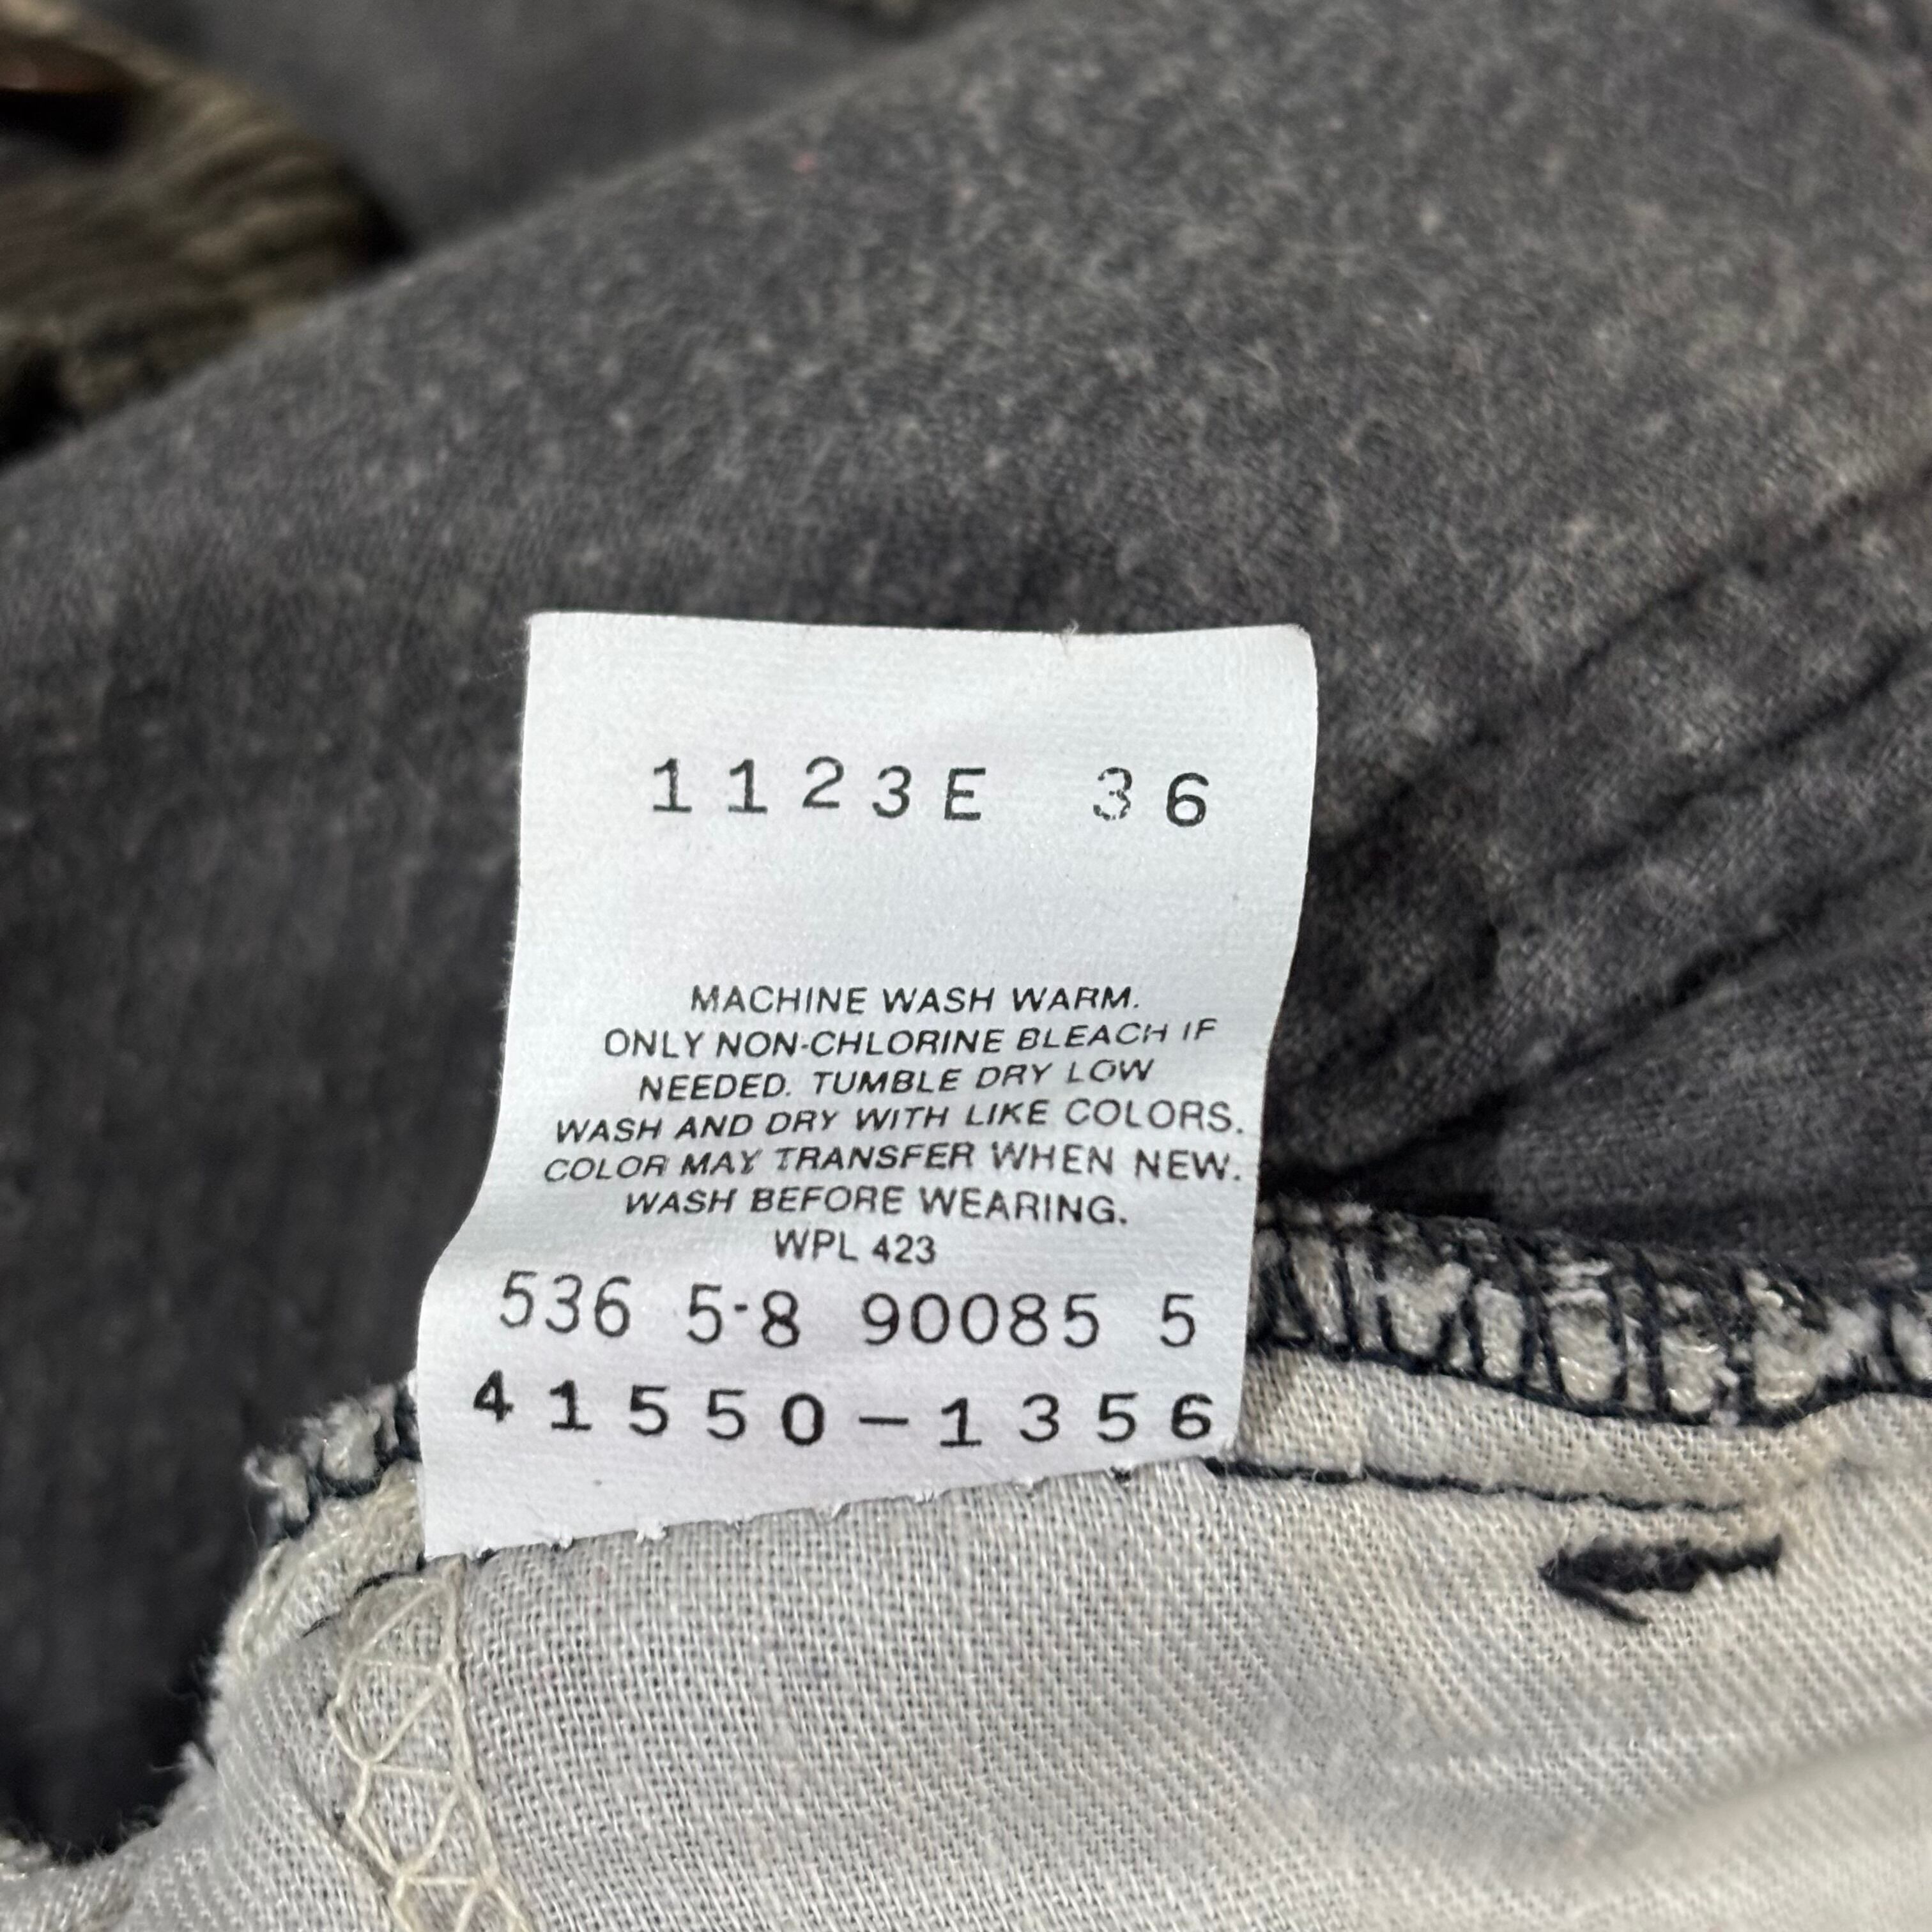 1123E 36
MACHINE WASH WARM.
ONLY NON-CHLORINE BLEACH IF
NEEDED. TUMBLE DRY LOW
WASH AND DRY WITH LIKE COLORS.
COLOR MAY TRANSFER WHEN NEW.
WASH BEFORE WEARING.
WPL 423
536 5-8 90085 5
41550-1356